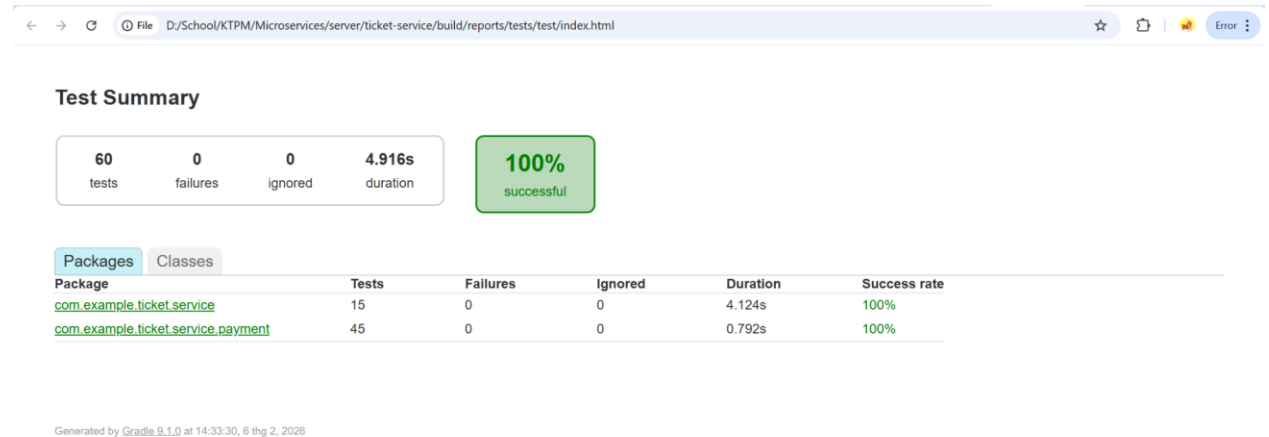 File D:/School/KTPM/Microservices/server/ticket-service/build/reports/tests/test/index.html Error
Test Summary
60 0 0 4.916s
tests failures ignored duration
100%
successful
Packages Classes
Package Tests Failures Ignored Duration Success rate
com.example.ticket.service 15 0 0 4.124s 100%
com.example.ticket.service.payment 45 0 0 0.792s 100%
Generated by Gradle 9.1.0 at 14:33:30, 6 thg 2, 2026